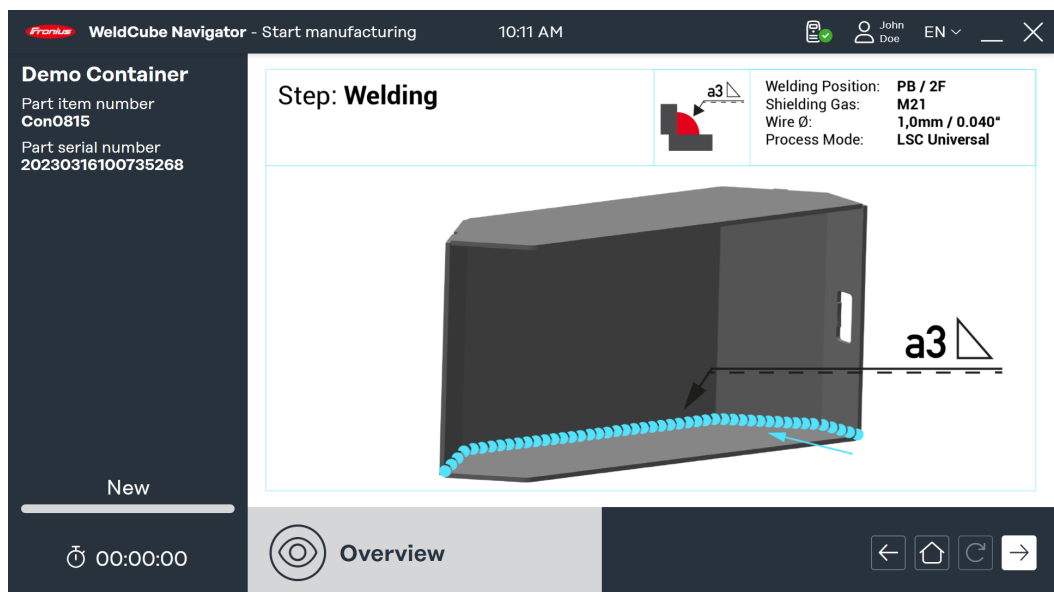 Fronius WeldCube Navigator - Start manufacturing 10:11 AM John Doe EN
Demo Container
Part item number
Con0815
Part serial number
20230316100735268
Step: Welding
a3
Welding Position: PB / 2F
Shielding Gas: M21
Wire Ø: 1,0mm / 0.040“
Process Mode: LSC Universal
a3
New
00:00:00
Overview